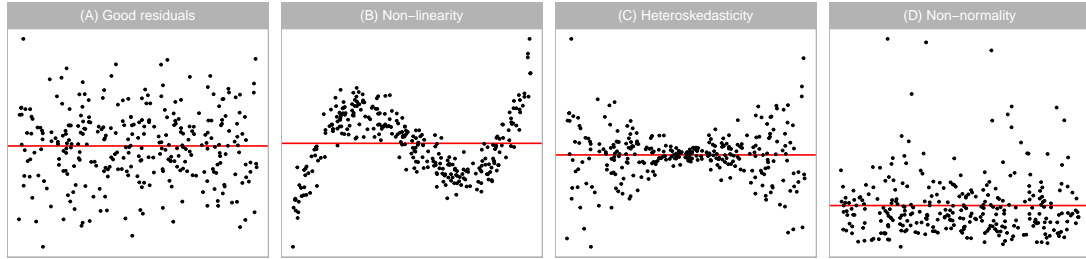 (A) Good residuals
(B) Non−linearity
(C) Heteroskedasticity
(D) Non−normality